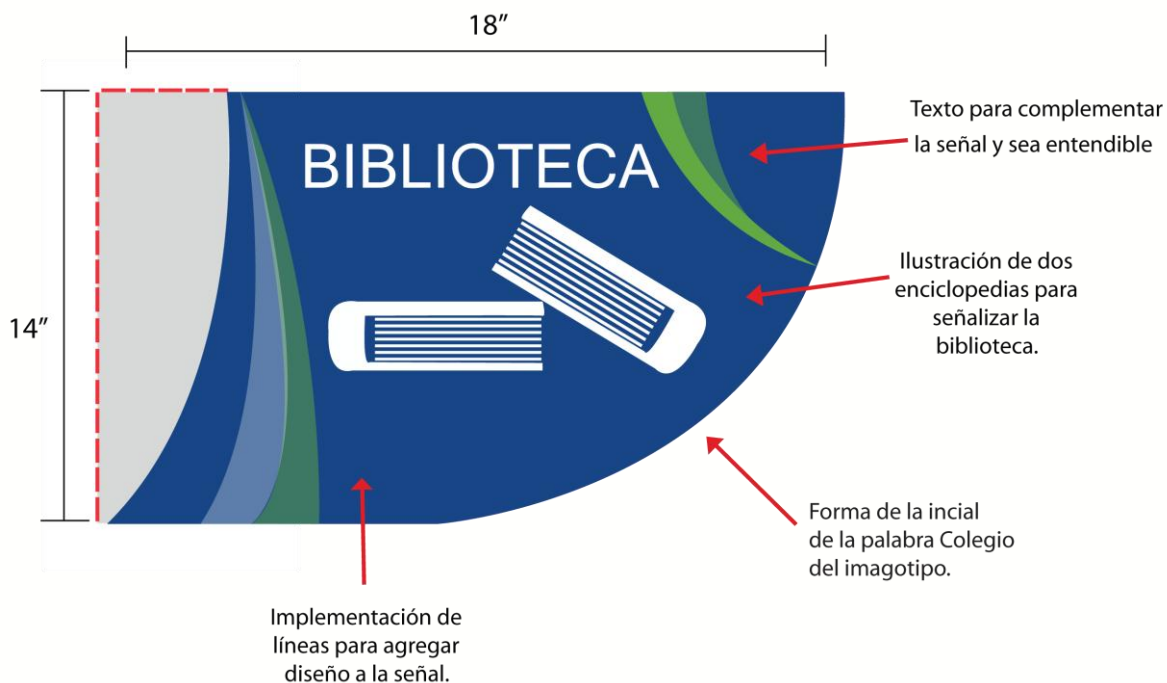 18”
14”
BIBLIOTECA
Texto para complementar
la señal y sea entendible
Ilustración de dos
enciclopedias para
señalizar la
biblioteca.
Forma de la incial
de la palabra Colegio
del imagotipo.
Implementación de
líneas para agregar
diseño a la señal.